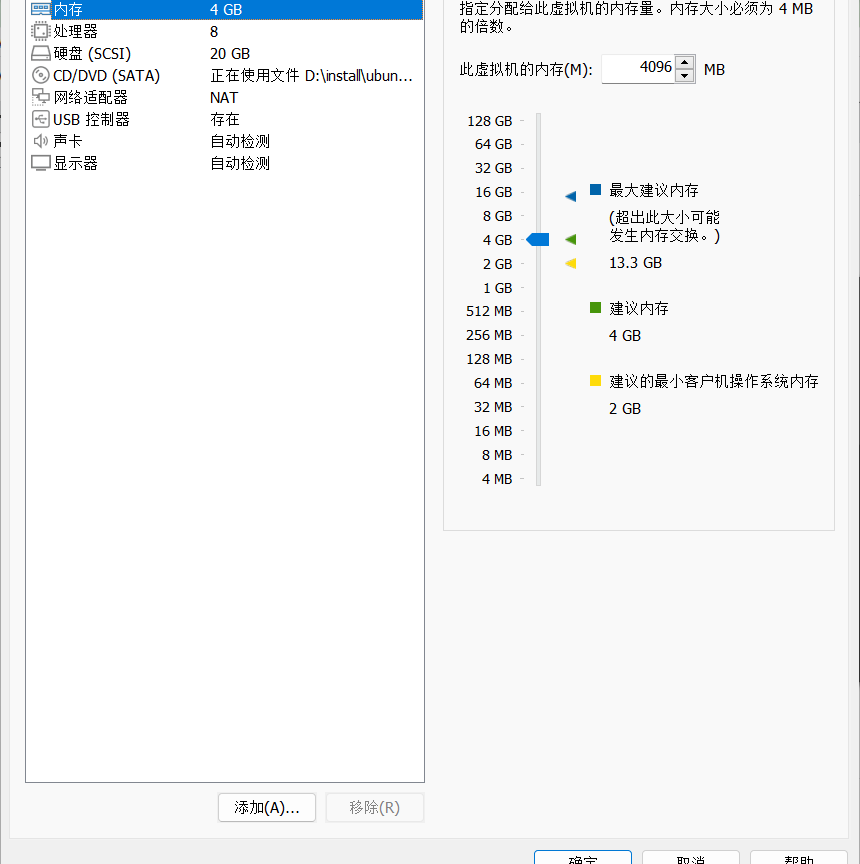 内存 4 GB
处理器 8
硬盘 (SCSI) 20 GB
CD/DVD (SATA) 正在使用文件 D:\install\ubun...
网络适配器 NAT
USB 控制器 存在
声卡 自动检测
显示器 自动检测
添加(A)... 移除(R)
指定分配给此虚拟机的内存量。内存大小必须为 4 MB
的倍数。
此虚拟机的内存(M): 4096 MB
128 GB
64 GB
32 GB
16 GB
8 GB
4 GB
2 GB
1 GB
512 MB
256 MB
128 MB
64 MB
32 MB
16 MB
8 MB
4 MB
最大建议内存
(超出此大小可能
发生内存交换。)
13.3 GB
建议内存
4 GB
建议的最小客户机操作系统内存
2 GB
确定 取消 帮助